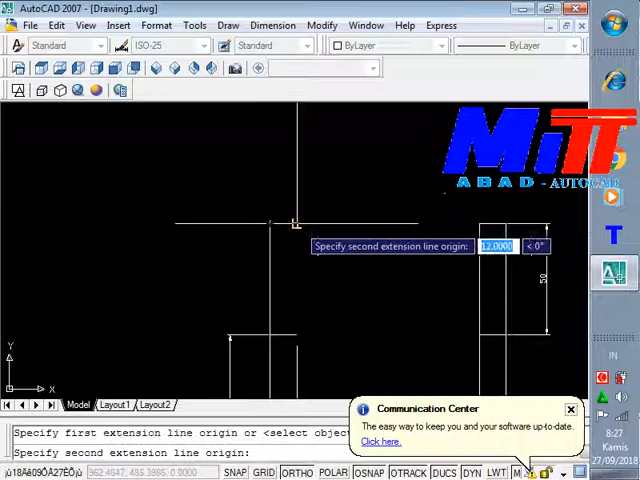 AutoCAD 2007 - [Drawing1.dwg]
File Edit View Insert Format Tools Draw Dimension Modify Window Help Express
Standard ISO-25 Standard ByLayer ByLayer
MiTT
ABAD - AUTOCAD
Specify second extension line origin: 12.0000 < 0°
50
Y
X
Model Layout1 Layout2
Communication Center
The easy way to keep you and your software up-to-date.
Click here.
Specify first extension line origin or <select objec
Specify second extension line origin:
SNAP GRID ORTHO POLAR OSNAP OTRACK DUCS DYN LWT M
IN
8:27
Kamis
27/09/2018